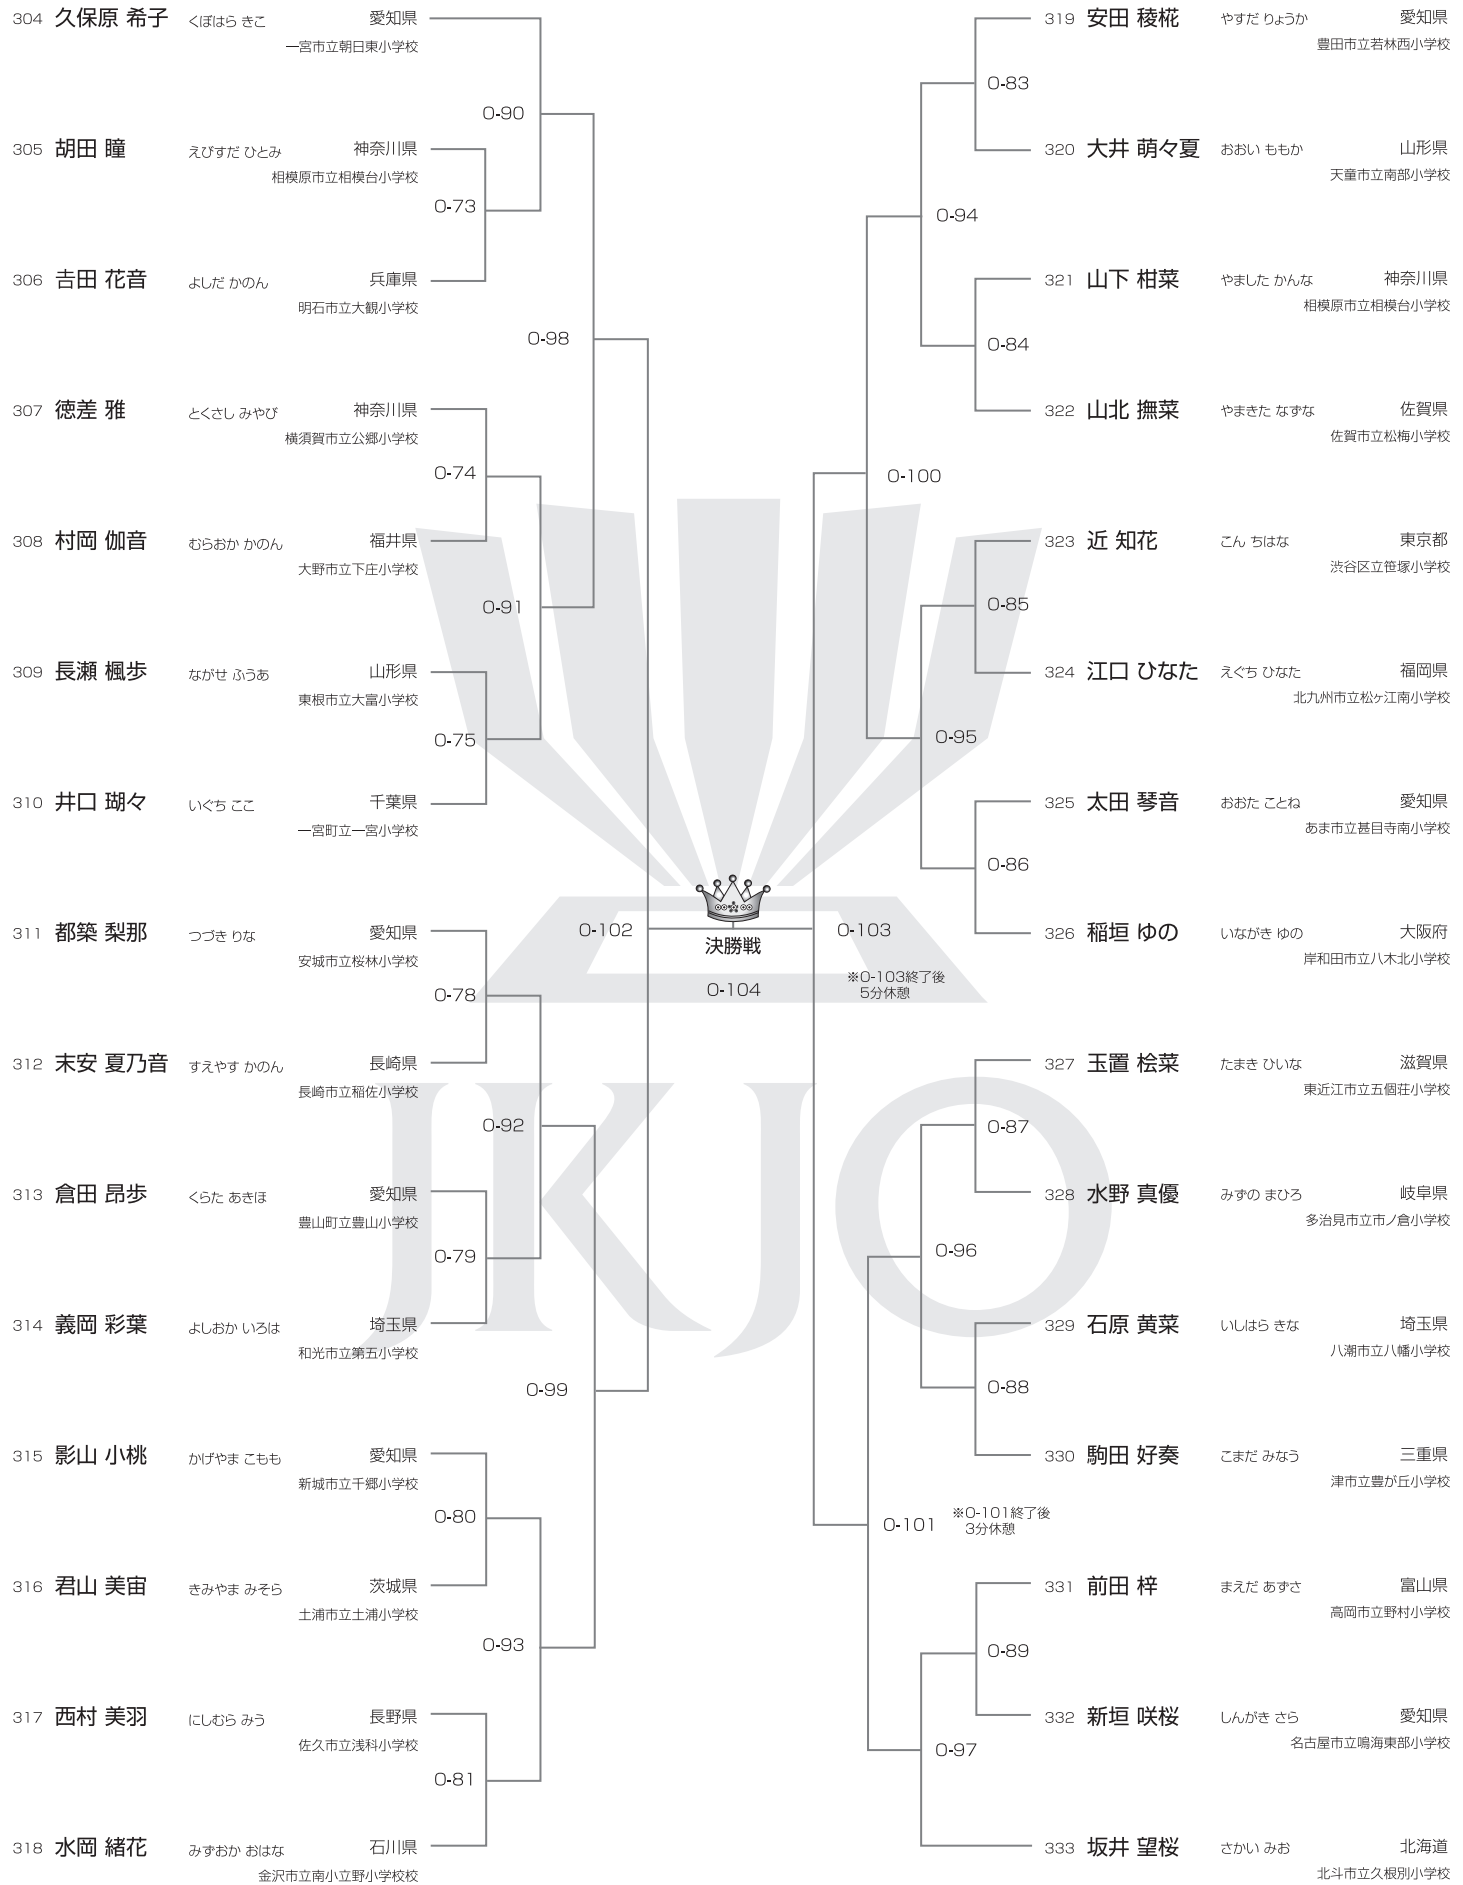 304 久保原 希子 くぼはら きこ 愛知県
一宮市立朝日東小学校
O-90
305 胡田 瞳 えびすだ ひとみ 神奈川県
相模原市立相模台小学校
O-73
306 𠮷田 花音 よしだ かのん 兵庫県
明石市立大観小学校
O-98
307 徳差 雅 とくさし みやび 神奈川県
横須賀市立公郷小学校
O-74
308 村岡 伽音 むらおか かのん 福井県
大野市立下庄小学校
O-91
309 長瀬 楓歩 ながせ ふうあ 山形県
東根市立大富小学校
O-75
310 井口 瑚々 いぐち ここ 千葉県
一宮町立一宮小学校
311 都築 梨那 つづき りな 愛知県
安城市立桜林小学校
O-78
312 末安 夏乃音 すえやす かのん 長崎県
長崎市立稲佐小学校
O-92
313 倉田 昂歩 くらた あきほ 愛知県
豊山町立豊山小学校
O-79
314 義岡 彩葉 よしおか いろは 埼玉県
和光市立第五小学校
O-99
315 影山 小桃 かげやま こもも 愛知県
新城市立千郷小学校
O-80
316 君山 美宙 きみやま みそら 茨城県
土浦市立土浦小学校
O-93
317 西村 美羽 にしむら みう 長野県
佐久市立浅科小学校
O-81
318 水岡 緒花 みずおか おはな 石川県
金沢市立南小立野小学校校
O-102
決勝戦
O-104
O-103
※O-103終了後
5分休憩
JKJO
319 安田 稜椛 やすだ りょうか 愛知県
豊田市立若林西小学校
O-83
320 大井 萌々夏 おおい ももか 山形県
天童市立南部小学校
O-94
321 山下 柑菜 やました かんな 神奈川県
相模原市立相模台小学校
O-84
322 山北 撫菜 やまきた なずな 佐賀県
佐賀市立松梅小学校
O-100
323 近 知花 こん ちはな 東京都
渋谷区立笹塚小学校
O-85
324 江口 ひなた えぐち ひなた 福岡県
北九州市立松ヶ江南小学校
O-95
325 太田 琴音 おおた ことね 愛知県
あま市立甚目寺南小学校
O-86
326 稲垣 ゆの いながき ゆの 大阪府
岸和田市立八木北小学校
327 玉置 桧菜 たまき ひいな 滋賀県
東近江市立五個荘小学校
O-87
328 水野 真優 みずの まひろ 岐阜県
多治見市立市ノ倉小学校
O-96
329 石原 黄菜 いしはら きな 埼玉県
八潮市立八幡小学校
O-88
330 駒田 好奏 こまだ みなう 三重県
津市立豊が丘小学校
O-101
※O-101終了後
3分休憩
331 前田 梓 まえだ あずさ 富山県
高岡市立野村小学校
O-89
332 新垣 咲桜 しんがき さら 愛知県
名古屋市立鳴海東部小学校
O-97
333 坂井 望桜 さかい みお 北海道
北斗市立久根別小学校